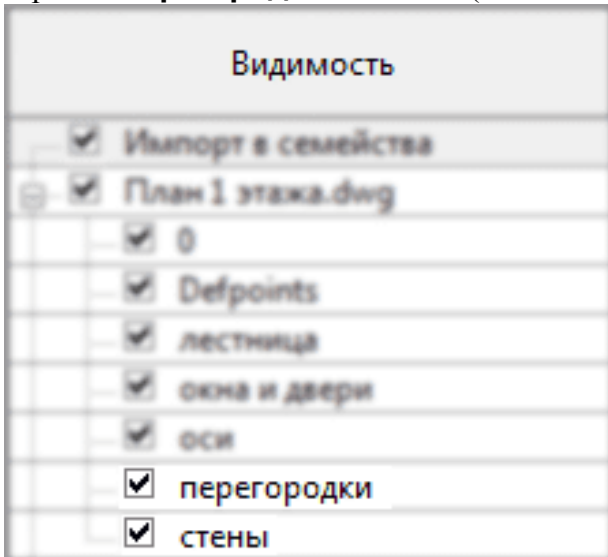 Видимость
Импорт в семейства
План 1 этажа.dwg
0
Defpoints
лестница
окна и двери
оси
перегородки
стены